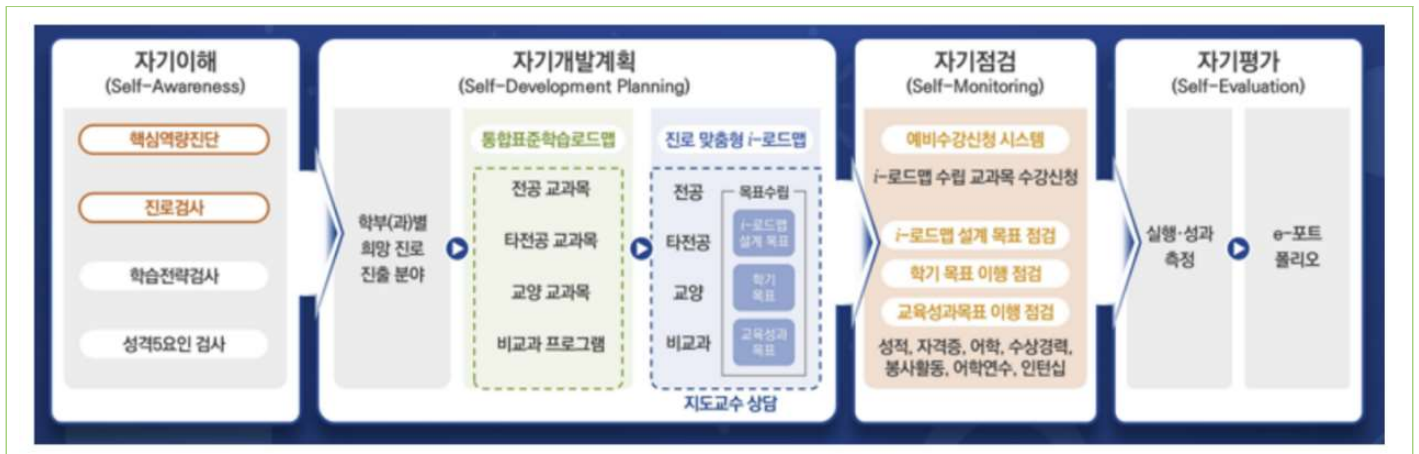 자기이해
(Self-Awareness)
핵심역량진단
진로검사
학습전략검사
성격5요인 검사
자기개발계획
(Self-Development Planning)
학부(과)별
희망 진로
진출 분야
통합표준학습로드맵
전공 교과목
타전공 교과목
교양 교과목
비교과 프로그램
진로 맞춤형 i-로드맵
전공
타전공
교양
비교과
목표수립
i-로드맵
설계 목표
학기
목표
교육성과
목표
지도교수 상담
자기점검
(Self-Monitoring)
예비수강신청 시스템
i-로드맵 수립 교과목 수강신청
i-로드맵 설계 목표 점검
학기 목표 이행 점검
교육성과목표 이행 점검
성적, 자격증, 어학, 수상경력,
봉사활동, 어학연수, 인턴십
자기평가
(Self-Evaluation)
실행·성과
측정
e-포트
폴리오